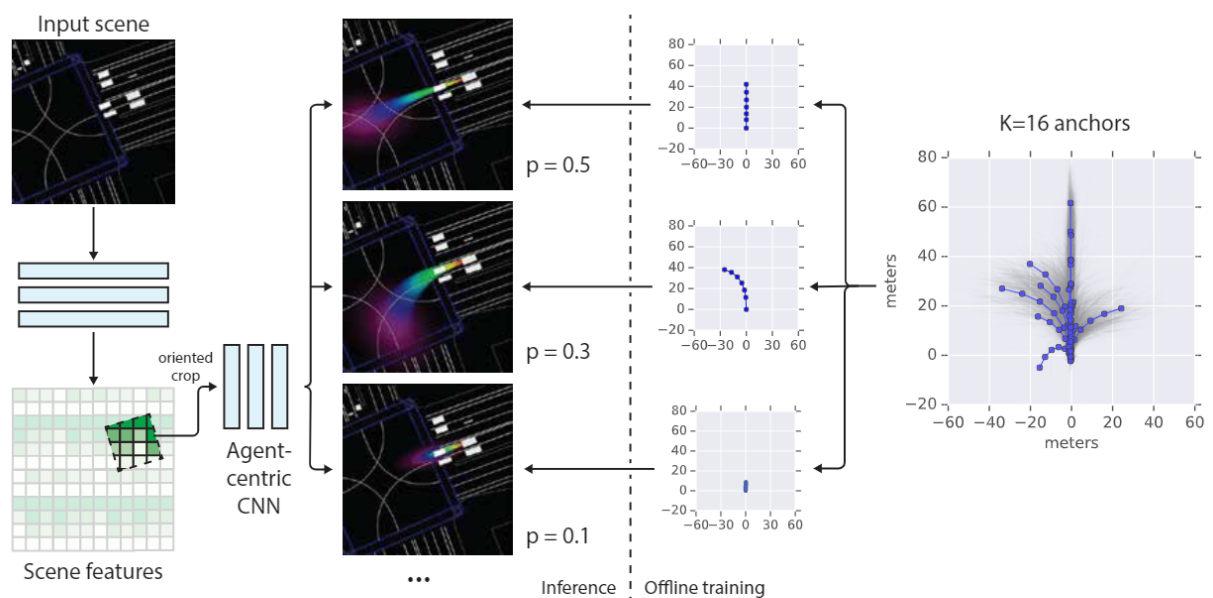 Input scene
oriented
crop
Agent-
centric
CNN
Scene features
p = 0.5
p = 0.3
p = 0.1
...
Inference
Offline training
80
60
40
20
0
−20
−60 −30 0 30 60
80
60
40
20
0
−20
−60 −30 0 30 60
80
60
40
20
0
−20
−60 −30 0 30 60
K=16 anchors
meters
80
60
40
20
0
−20
−60 −40 −20 0 20 40 60
meters